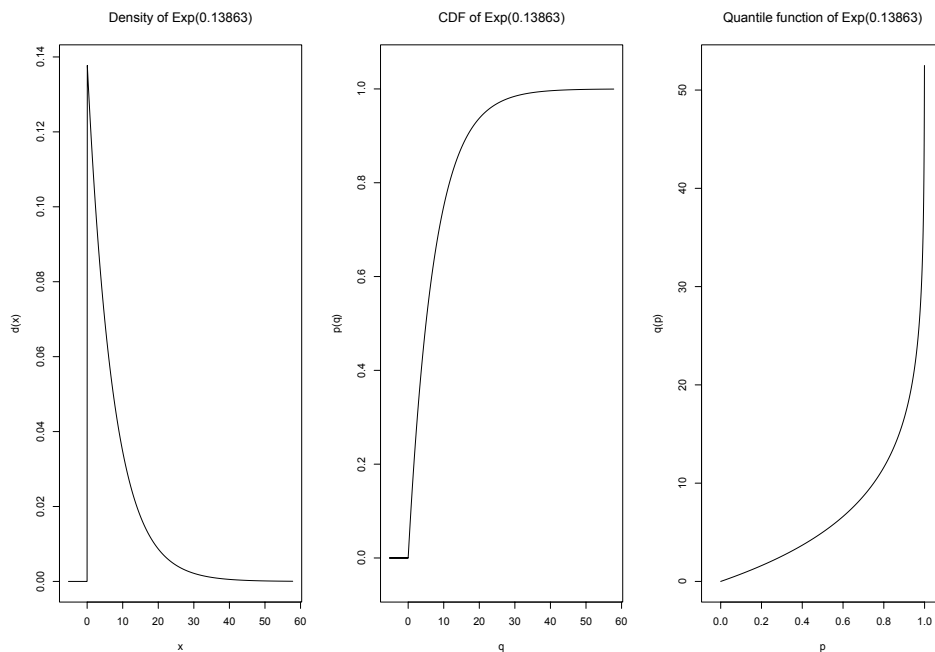 Density of Exp(0.13863)
d(x)
0.14
0.12
0.10
0.08
0.06
0.04
0.02
0.00
0 10 20 30 40 50 60
x
CDF of Exp(0.13863)
p(q)
1.0
0.8
0.6
0.4
0.2
0.0
0 10 20 30 40 50 60
q
Quantile function of Exp(0.13863)
q(p)
50
40
30
20
10
0
0.0 0.2 0.4 0.6 0.8 1.0
p